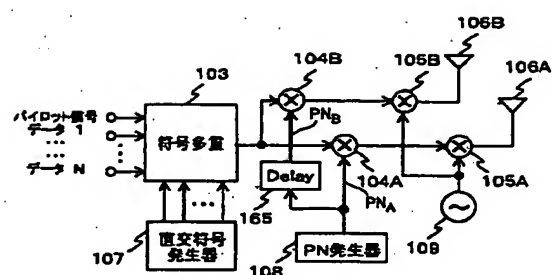 106B
104B
105B
106A
103
パイロット信号
データ 1
データ N
符号多重
PNB
Delay
104A
105A
165
PNA
107
直交符号
発生器
108
PN発生器
109